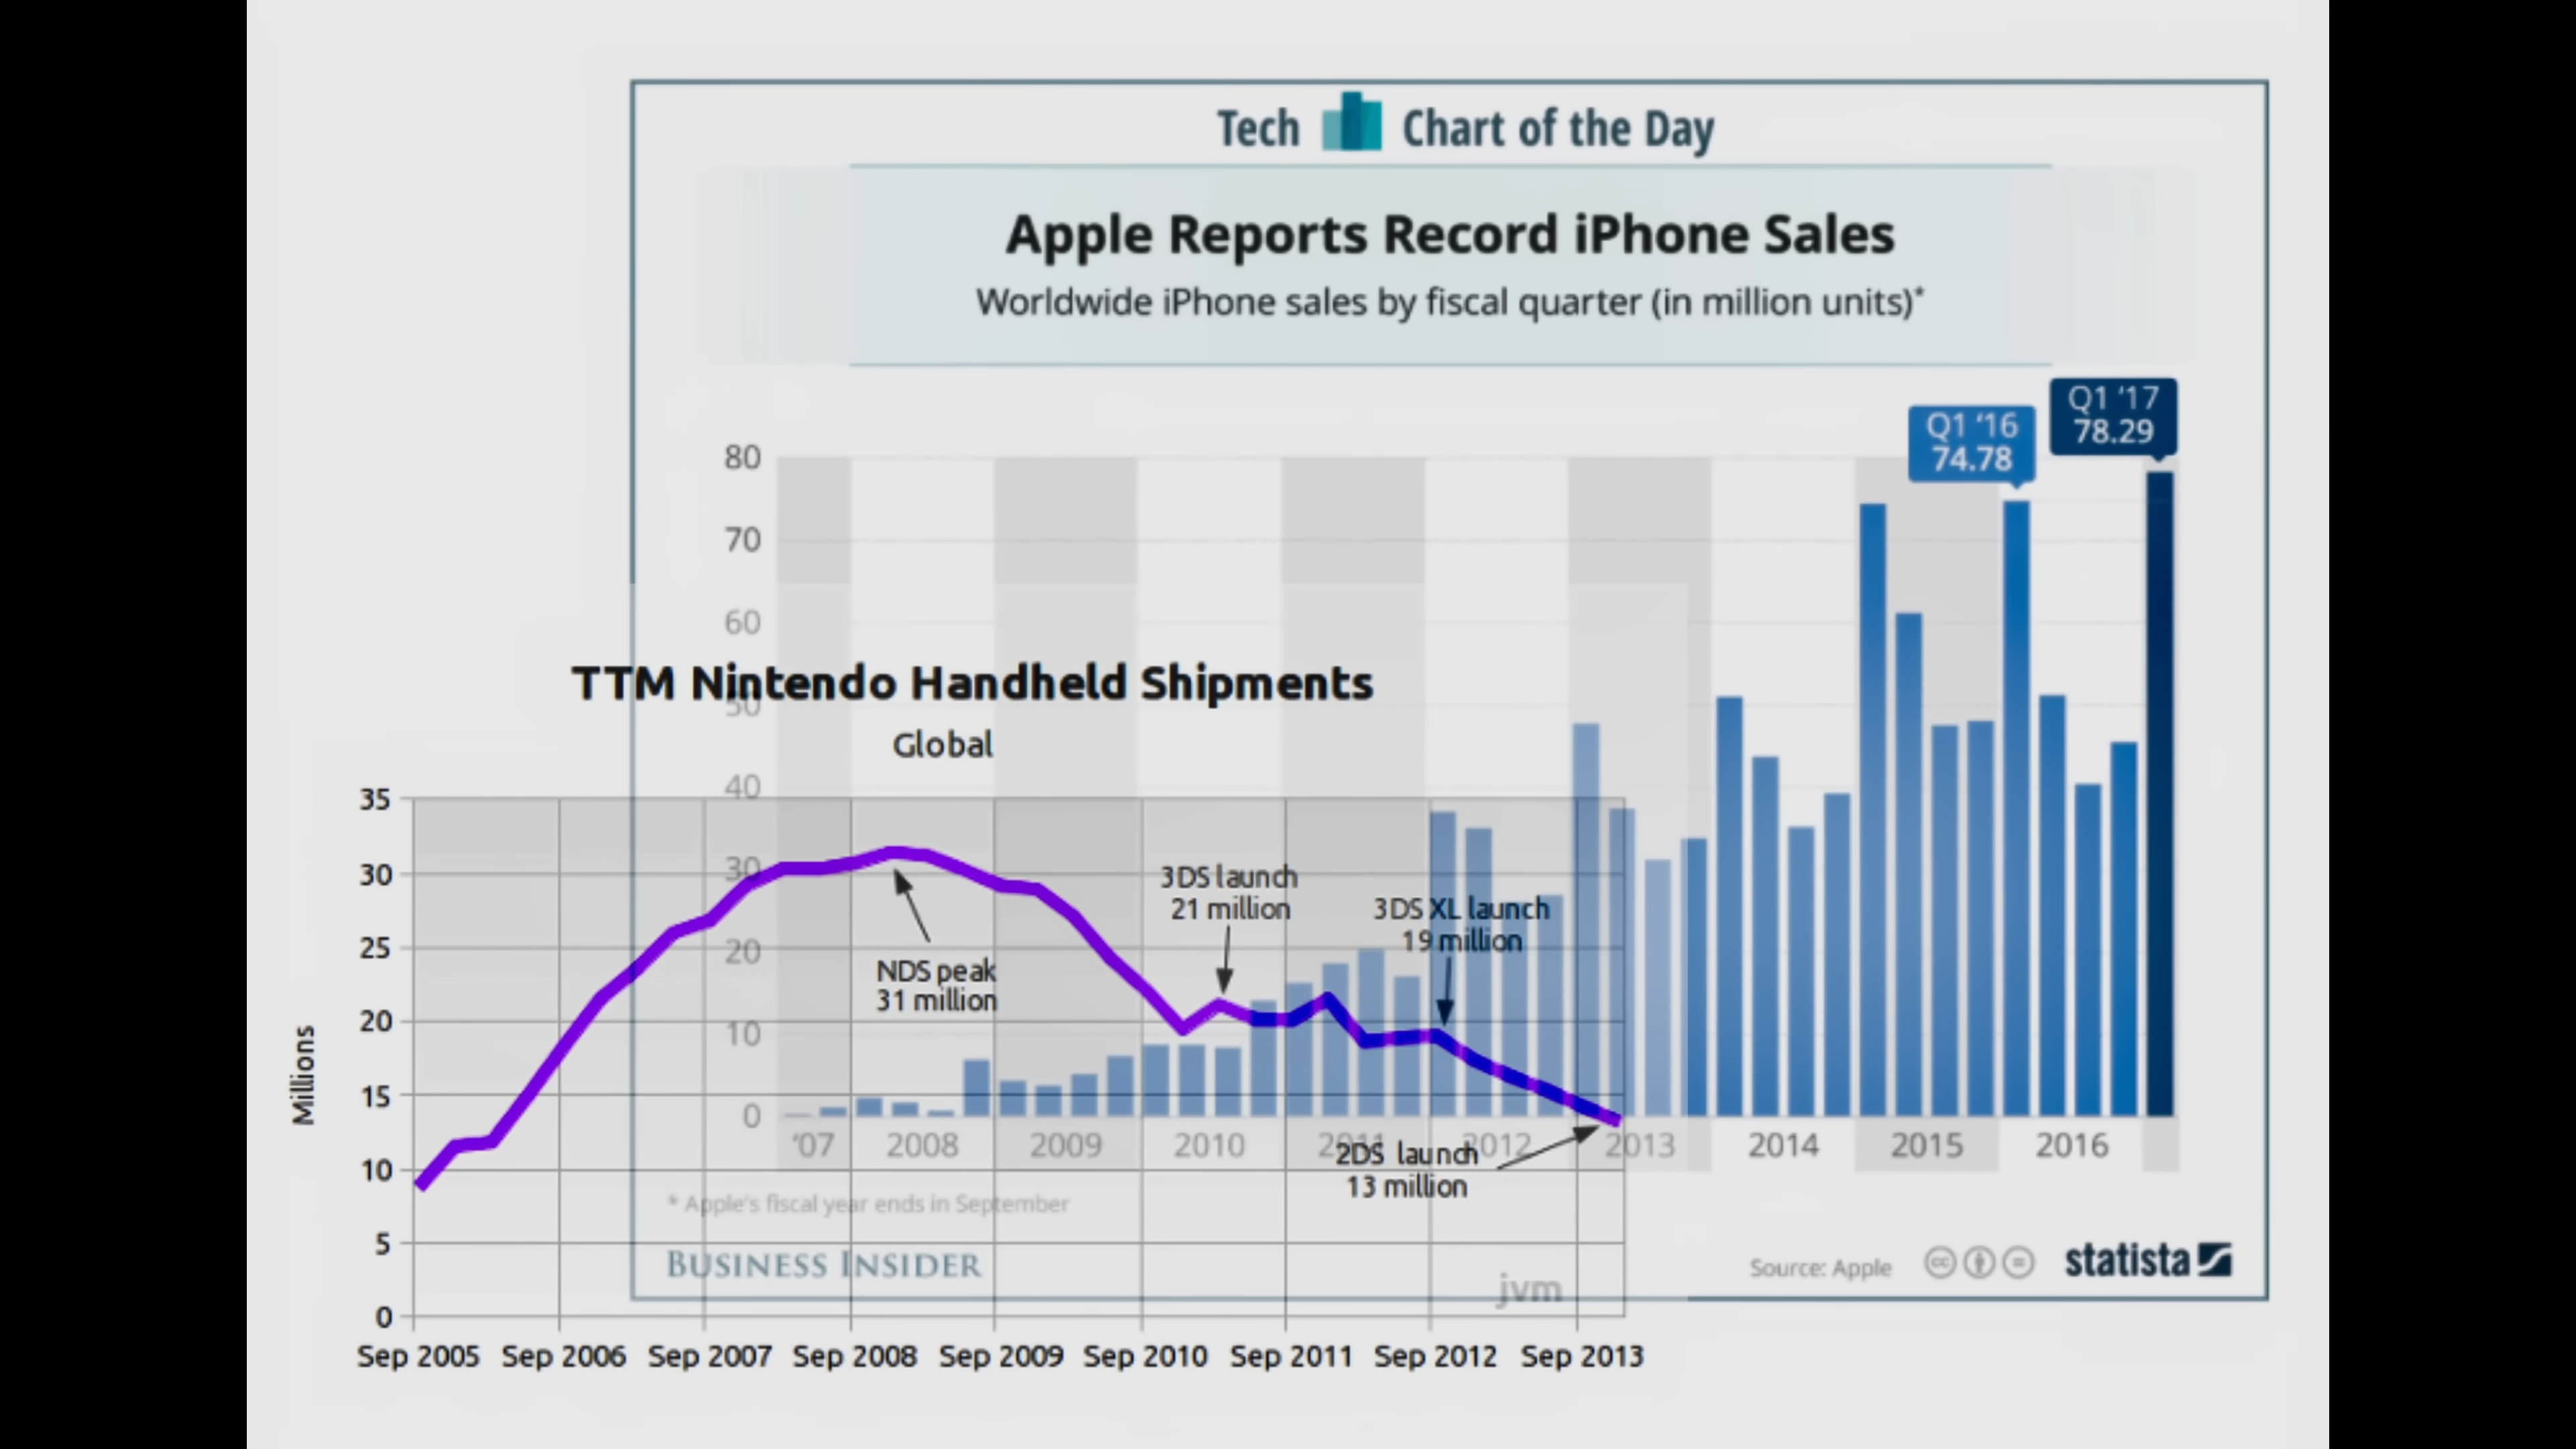 Tech Chart of the Day
Apple Reports Record iPhone Sales
Worldwide iPhone sales by fiscal quarter (in million units)*
Q1 '17
78.29
Q1 '16
74.78
80
70
60
50
40
30
20
10
0
'07 2008 2009 2010 2011 2012 2013 2014 2015 2016
* Apple's fiscal year ends in September
BUSINESS INSIDER
Source: Apple
cc
statista
TTM Nintendo Handheld Shipments
Global
Millions
35
30
25
20
15
10
5
0
NDS peak
31 million
3DS launch
21 million
3DS XL launch
19 million
2DS launch
13 million
jvm
Sep 2005 Sep 2006 Sep 2007 Sep 2008 Sep 2009 Sep 2010 Sep 2011 Sep 2012 Sep 2013